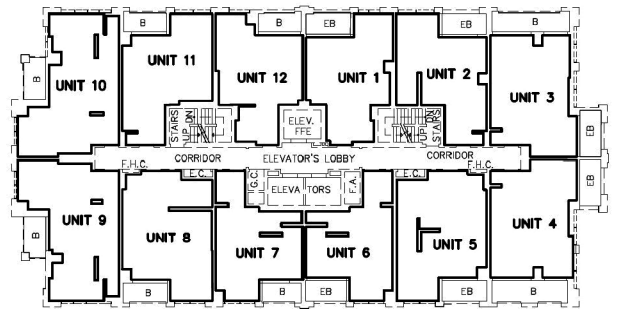 B
EB
EB
B
B
UNIT 10
UNIT 11
UNIT 12
UNIT 1
UNIT 2
UNIT 3
STAIRS
UP DN
ELEV.
FFE
UP DN
STAIRS
EB
F.H.C.
CORRIDOR
ELEVATOR'S LOBBY
CORRIDOR
F.H.C.
E.C.
G.C.
ELEVATORS
F.A.
E.C.
EB
B
UNIT 9
UNIT 8
UNIT 7
UNIT 6
UNIT 5
UNIT 4
B
B
EB
EB
B